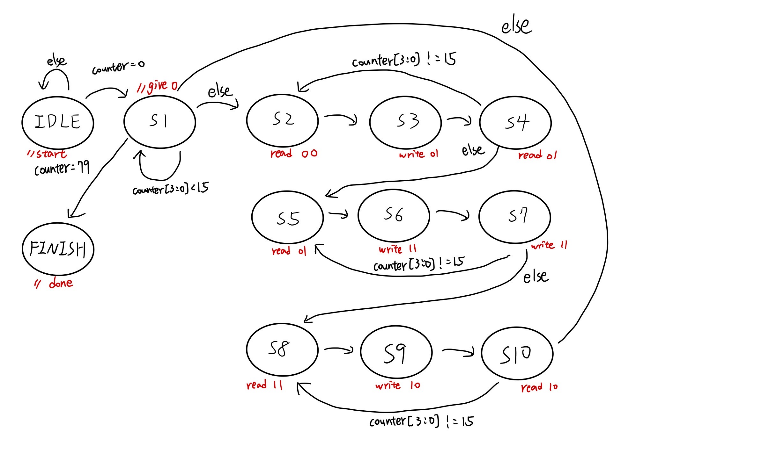 else
else
counter=0
counter[3:0] != 15
//give 0
else
IDLE
S1
S2
S3
S4
//start
read 00
write 01
else
read 01
counter=79
counter[3:0]<15
S5
S6
S7
FINISH
read 01
write 11
write 11
counter[3:0] != 15
// done
else
S8
S9
S10
read 11
write 10
read 10
counter[3:0] != 15